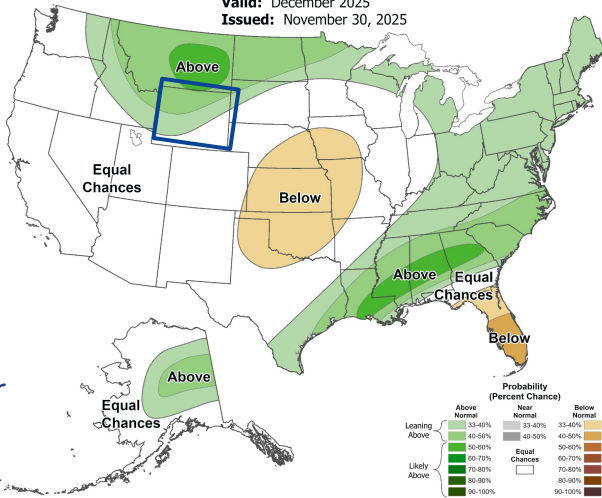 Valid: December 2025
Issued: November 30, 2025
Above
Equal
Chances
Below
Above
Equal
Chances
Below
Above
Equal
Chances
Probability
(Percent Chance)
Above
Normal
Near
Normal
Below
Normal
Leaning
Above
33-40%
33-40%
33-40%
40-50%
40-50%
40-50%
50-60%
50-60%
Likely
Above
60-70%
Equal
Chances
60-70%
70-80%
70-80%
80-90%
80-90%
90-100%
90-100%